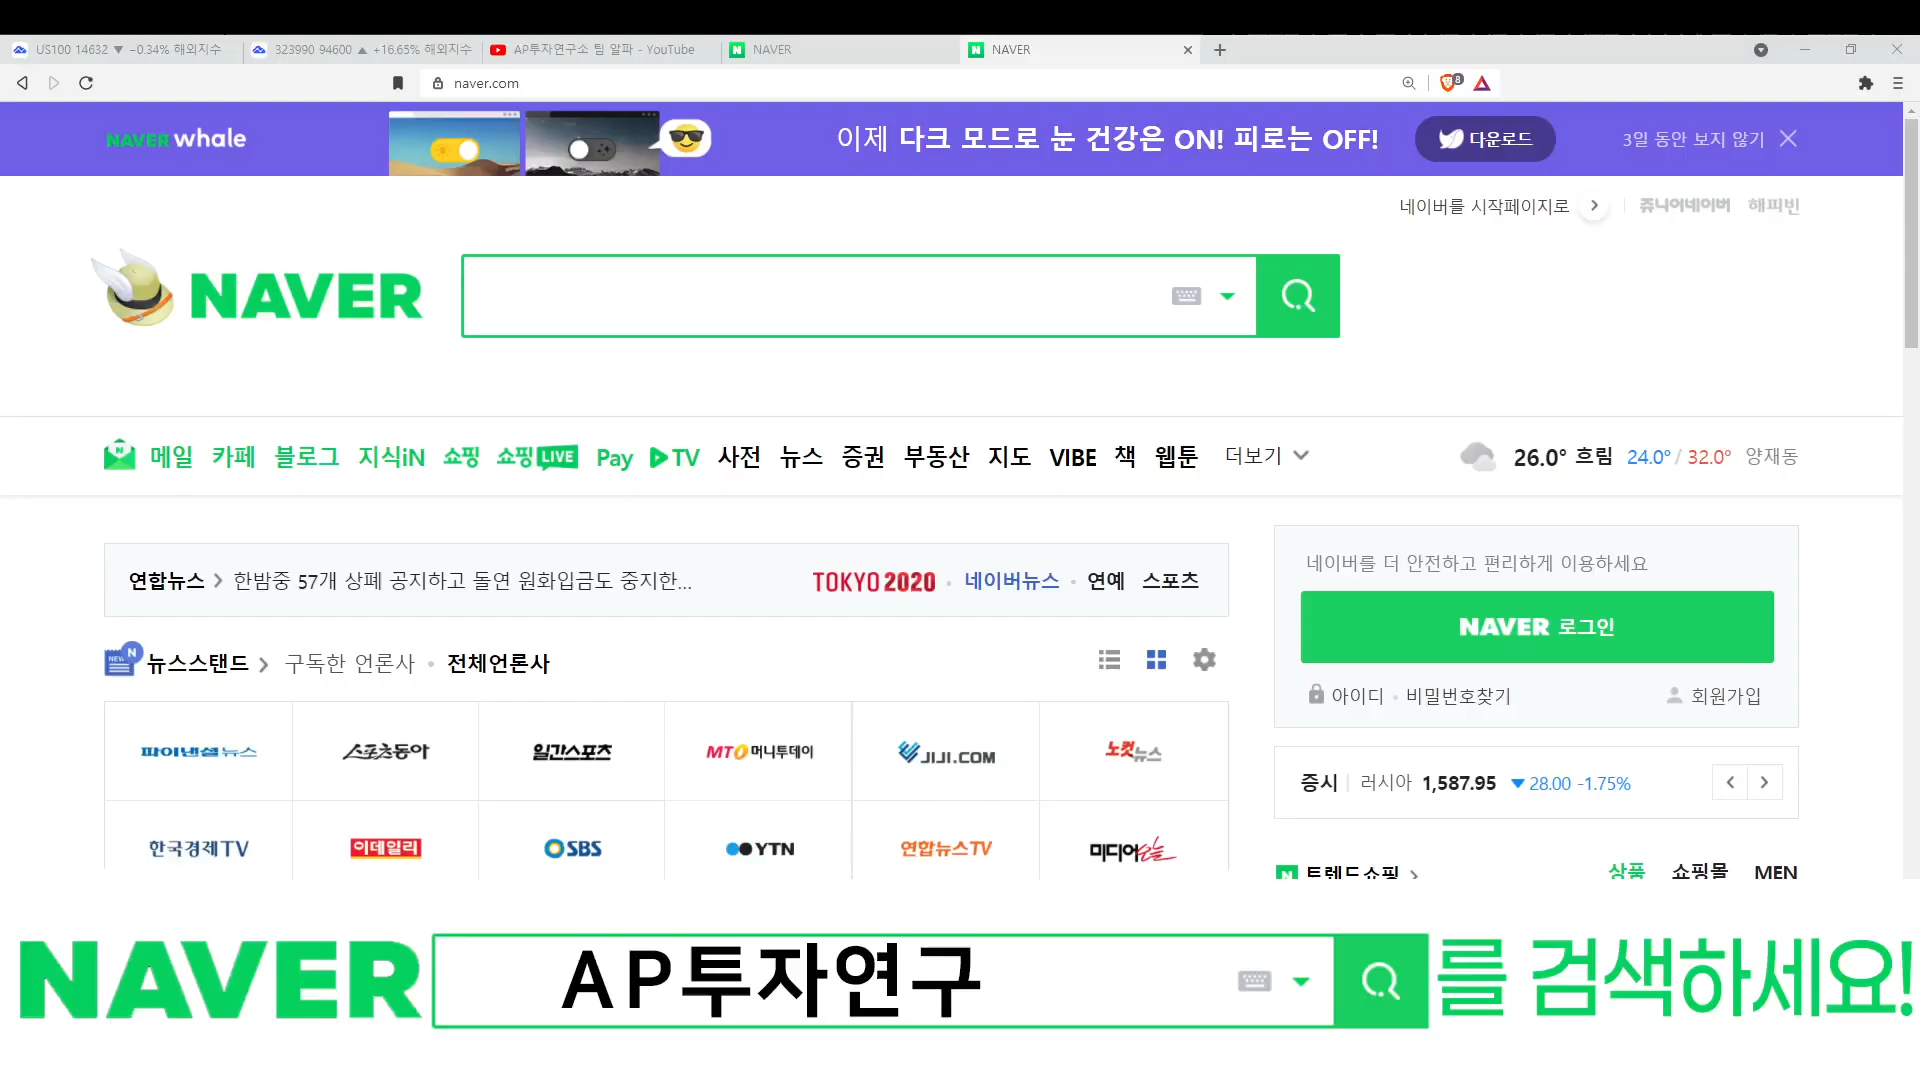 US100 14632 ▼ −0.34% 해외지수
323990 94600 ▲ +16.65% 해외지수
AP투자연구소 팀 알파 - YouTube
NAVER
NAVER
naver.com
8
NAVER whale
이제 다크 모드로 눈 건강은 ON! 피로는 OFF!
다운로드
3일 동안 보지 않기
네이버를 시작페이지로
쥬니어네이버
해피빈
NAVER
메일 카페 블로그 지식iN 쇼핑 쇼핑LIVE Pay TV 사전 뉴스 증권 부동산 지도 VIBE 책 웹툰 더보기
26.0° 흐림 24.0° / 32.0° 양재동
연합뉴스 > 한밤중 57개 상폐 공지하고 돌연 원화입금도 중지한...
TOKYO 2020 · 네이버뉴스 · 연예 스포츠
네이버를 더 안전하고 편리하게 이용하세요
NAVER 로그인
아이디 · 비밀번호찾기
회원가입
NEW N 뉴스스탠드 > 구독한 언론사 · 전체언론사
파이낸셜뉴스
스포츠동아
일간스포츠
MTO 머니투데이
JIJI.COM
노컷뉴스
증시 러시아 1,587.95 ▼28.00 -1.75%
한국경제TV
이데일리
SBS
YTN
연합뉴스TV
미디어오늘
트렌드쇼핑 >
상품 쇼핑몰 MEN
NAVER AP투자연구 를 검색하세요!